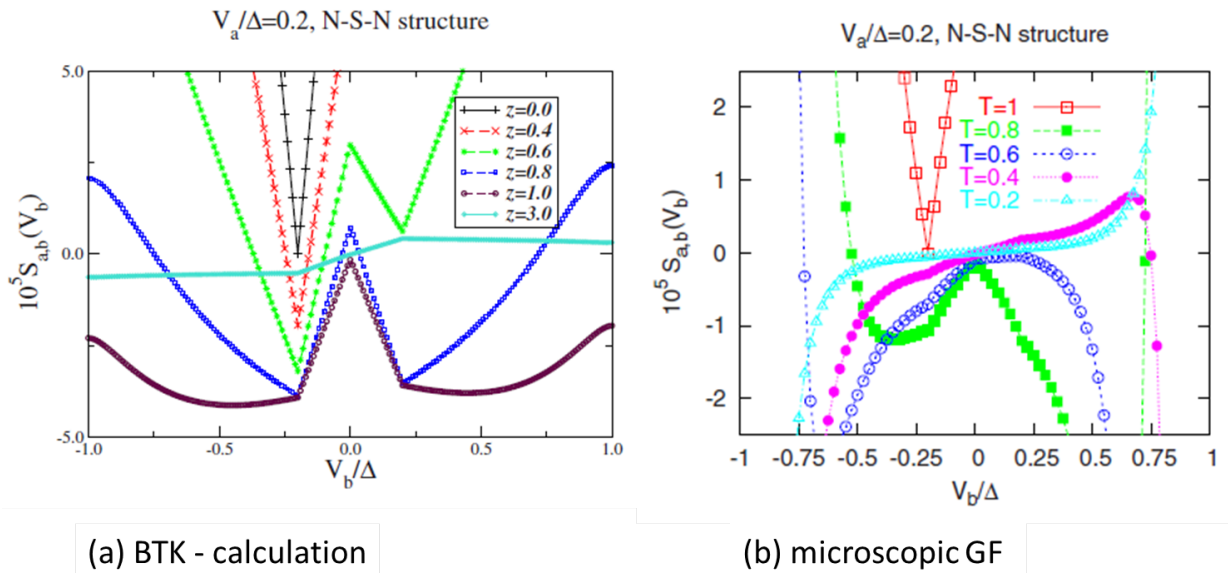 V_a/Δ=0.2, N-S-N structure
5.0
0.0
-5.0
10^5 S_{a,b}(V_b)
z=0.0
z=0.4
z=0.6
z=0.8
z=1.0
z=3.0
-1.0 -0.5 0.0 0.5 1.0
V_b/Δ
(a) BTK - calculation
V_a/Δ=0.2, N-S-N structure
2
1
0
-1
-2
10^5 S_{a,b}(V_b)
T=1
T=0.8
T=0.6
T=0.4
T=0.2
-1 -0.75 -0.5 -0.25 0 0.25 0.5 0.75 1
V_b/Δ
(b) microscopic GF